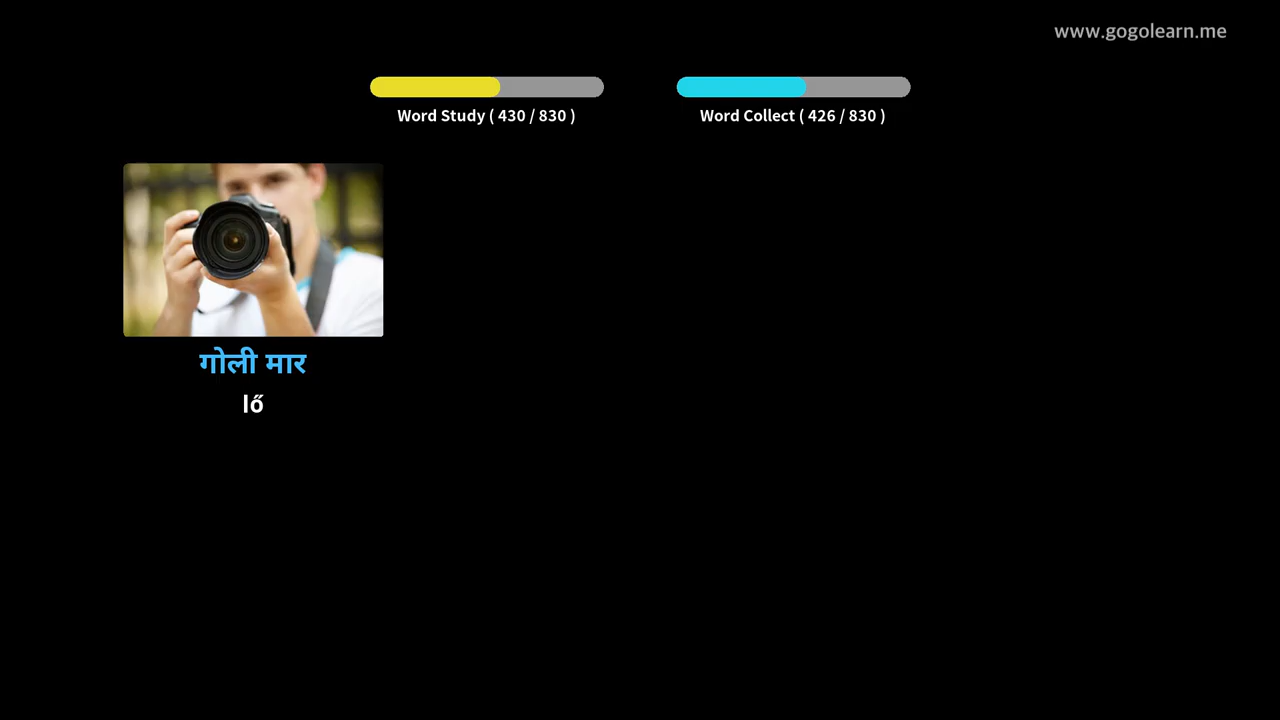 www.gogolearn.me
Word Study ( 430 / 830 )
Word Collect ( 426 / 830 )
गोली मार
lő